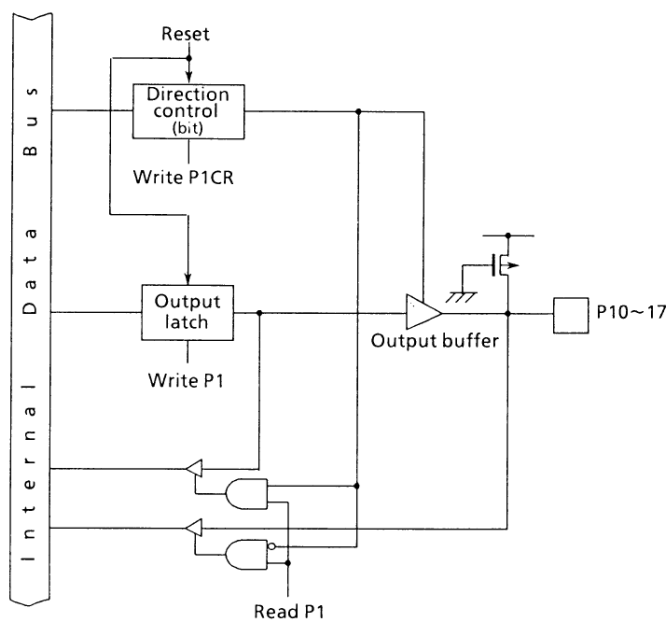 Reset
Direction
control
(bit)
Write P1CR
Output
latch
Write P1
Output buffer
P10~17
Read P1
Internal Data Bus